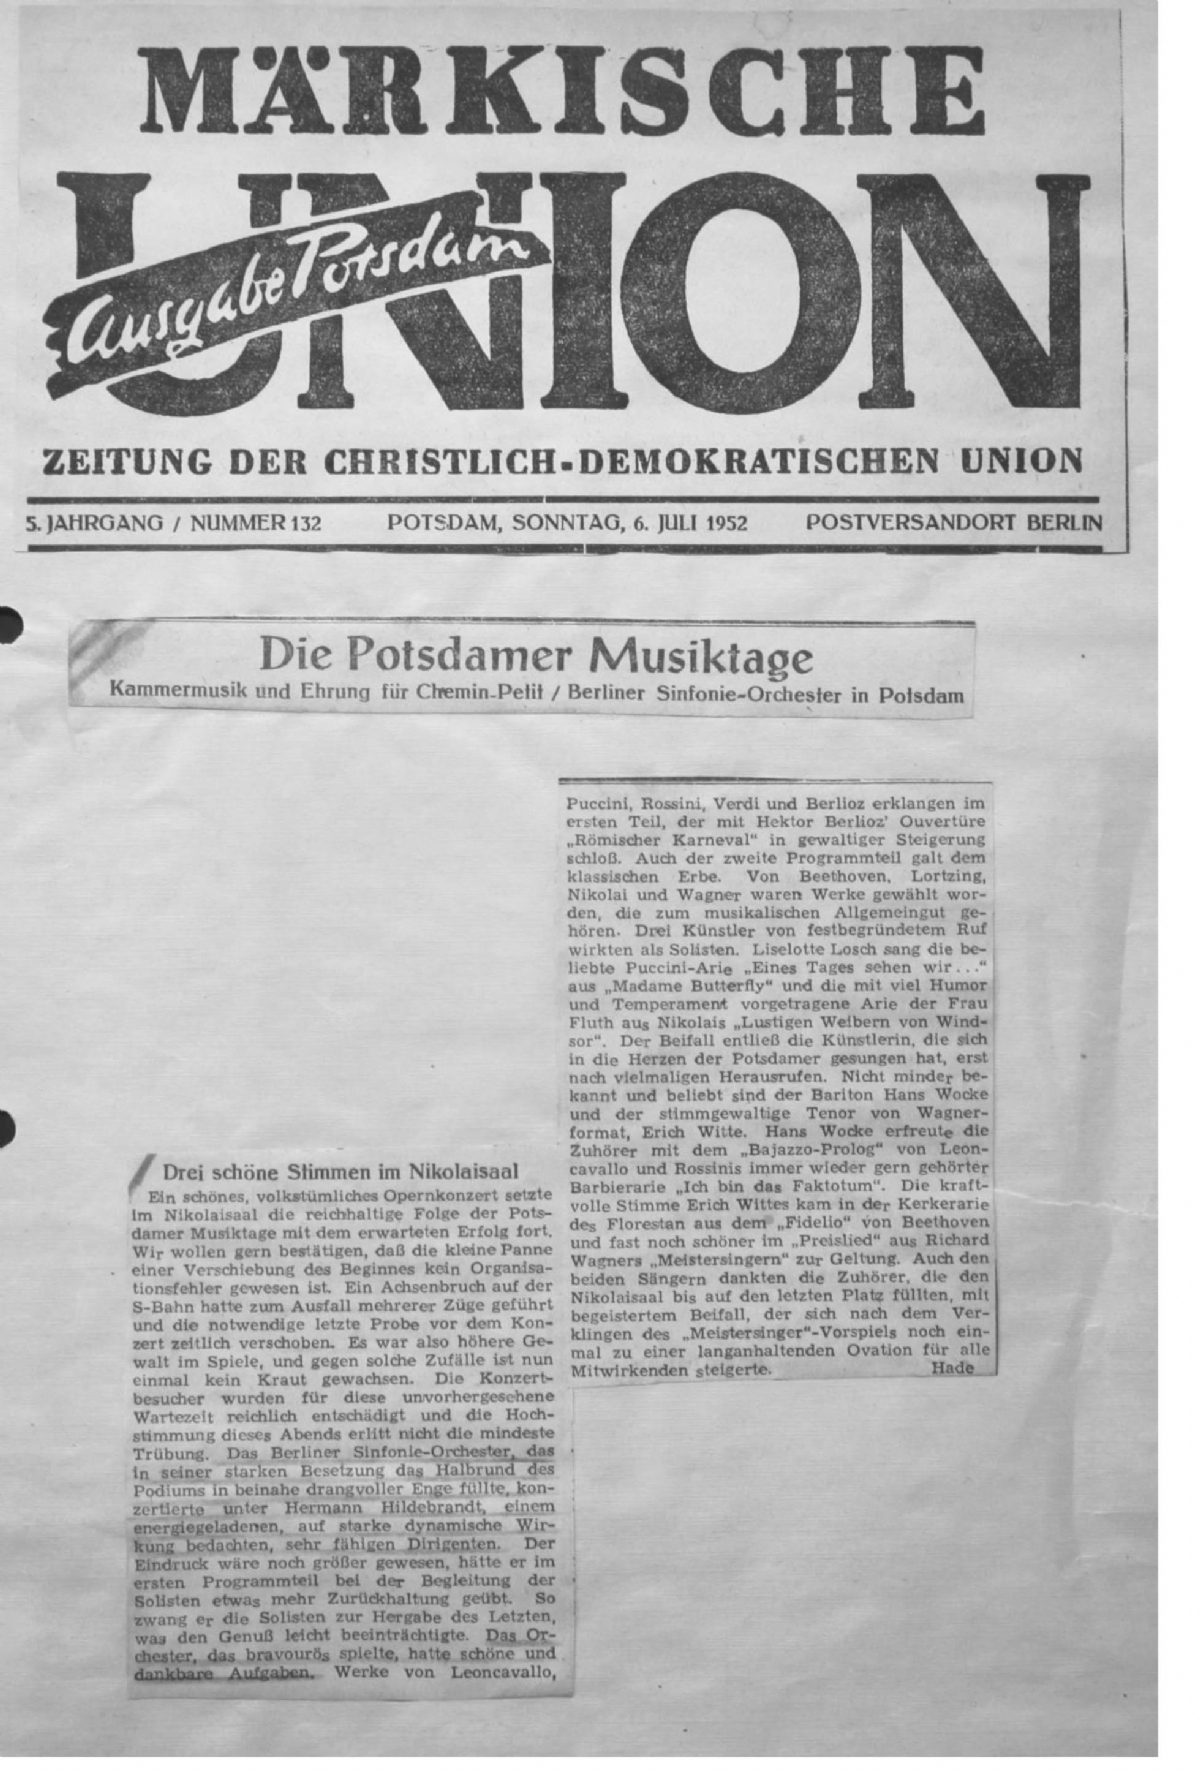 MÄRKISCHE
UNION
Ausgabe Potsdam
ZEITUNG DER CHRISTLICH-DEMOKRATISCHEN UNION
5. JAHRGANG / NUMMER 132 POTSDAM, SONNTAG, 6. JULI 1952 POSTVERSANDORT BERLIN
Die Potsdamer Musiktage
Kammermusik und Ehrung für Chemin-Petit / Berliner Sinfonie-Orchester in Potsdam
Drei schöne Stimmen im Nikolaisaal
Ein schönes, volkstümliches Opernkonzert setzte
im Nikolaisaal die reichhaltige Folge der Pots-
damer Musiktage mit dem erwarteten Erfolg fort.
Wir wollen gern bestätigen, daß die kleine Panne
einer Verschiebung des Beginnes kein Organisa-
tionsfehler gewesen ist. Ein Achsenbruch auf der
S-Bahn hatte zum Ausfall mehrerer Züge geführt
und die notwendige letzte Probe vor dem Kon-
zert zeitlich verschoben. Es war also höhere Ge-
walt im Spiele, und gegen solche Zufälle ist nun
einmal kein Kraut gewachsen. Die Konzert-
besucher wurden für diese unvorhergesehene
Wartezeit reichlich entschädigt und die Hoch-
stimmung dieses Abends erlitt nicht die mindeste
Trübung. Das Berliner Sinfonie-Orchester, das
in seiner starken Besetzung das Halbrund des
Podiums in beinahe drangvoller Enge füllte, kon-
zertierte unter Hermann Hildebrandt, einem
energiegeladenen, auf starke dynamische Wir-
kung bedachten, sehr fähigen Dirigenten. Der
Eindruck wäre noch größer gewesen, hätte er im
ersten Programmteil bei der Begleitung der
Solisten etwas mehr Zurückhaltung geübt. So
zwang er die Solisten zur Hergabe des Letzten,
was den Genuß leicht beeinträchtigte. Das Or-
chester, das bravourös spielte, hatte schöne und
dankbare Aufgaben. Werke von Leoncavallo,
Puccini, Rossini, Verdi und Berlioz erklangen im
ersten Teil, der mit Hektor Berlioz' Ouvertüre
„Römischer Karneval“ in gewaltiger Steigerung
schloß. Auch der zweite Programmteil galt dem
klassischen Erbe. Von Beethoven, Lortzing,
Nikolai und Wagner waren Werke gewählt wor-
den, die zum musikalischen Allgemeingut ge-
hören. Drei Künstler von festbegründetem Ruf
wirkten als Solisten. Liselotte Losch sang die be-
liebte Puccini-Arie „Eines Tages sehen wir...“
aus „Madame Butterfly“ und die mit viel Humor
und Temperament vorgetragene Arie der Frau
Fluth aus Nikolais „Lustigen Weibern von Wind-
sor“. Der Beifall entließ die Künstlerin, die sich
in die Herzen der Potsdamer gesungen hat, erst
nach vielmaligen Herausrufen. Nicht minder be-
kannt und beliebt sind der Bariton Hans Wocke
und der stimmgewaltige Tenor von Wagner-
format, Erich Witte. Hans Wocke erfreute die
Zuhörer mit dem „Bajazzo-Prolog“ von Leon-
cavallo und Rossinis immer wieder gern gehörter
Barbierarie „Ich bin das Faktotum“. Die kraft-
volle Stimme Erich Wittes kam in der Kerkerarie
des Florestan aus dem „Fidelio“ von Beethoven
und fast noch schöner im „Preislied“ aus Richard
Wagners „Meistersingern“ zur Geltung. Auch den
beiden Sängern dankten die Zuhörer, die den
Nikolaisaal bis auf den letzten Platz füllten, mit
begeistertem Beifall, der sich nach dem Ver-
klingen des „Meistersinger“-Vorspiels noch ein-
mal zu einer langanhaltenden Ovation für alle
Mitwirkenden steigerte. Hade